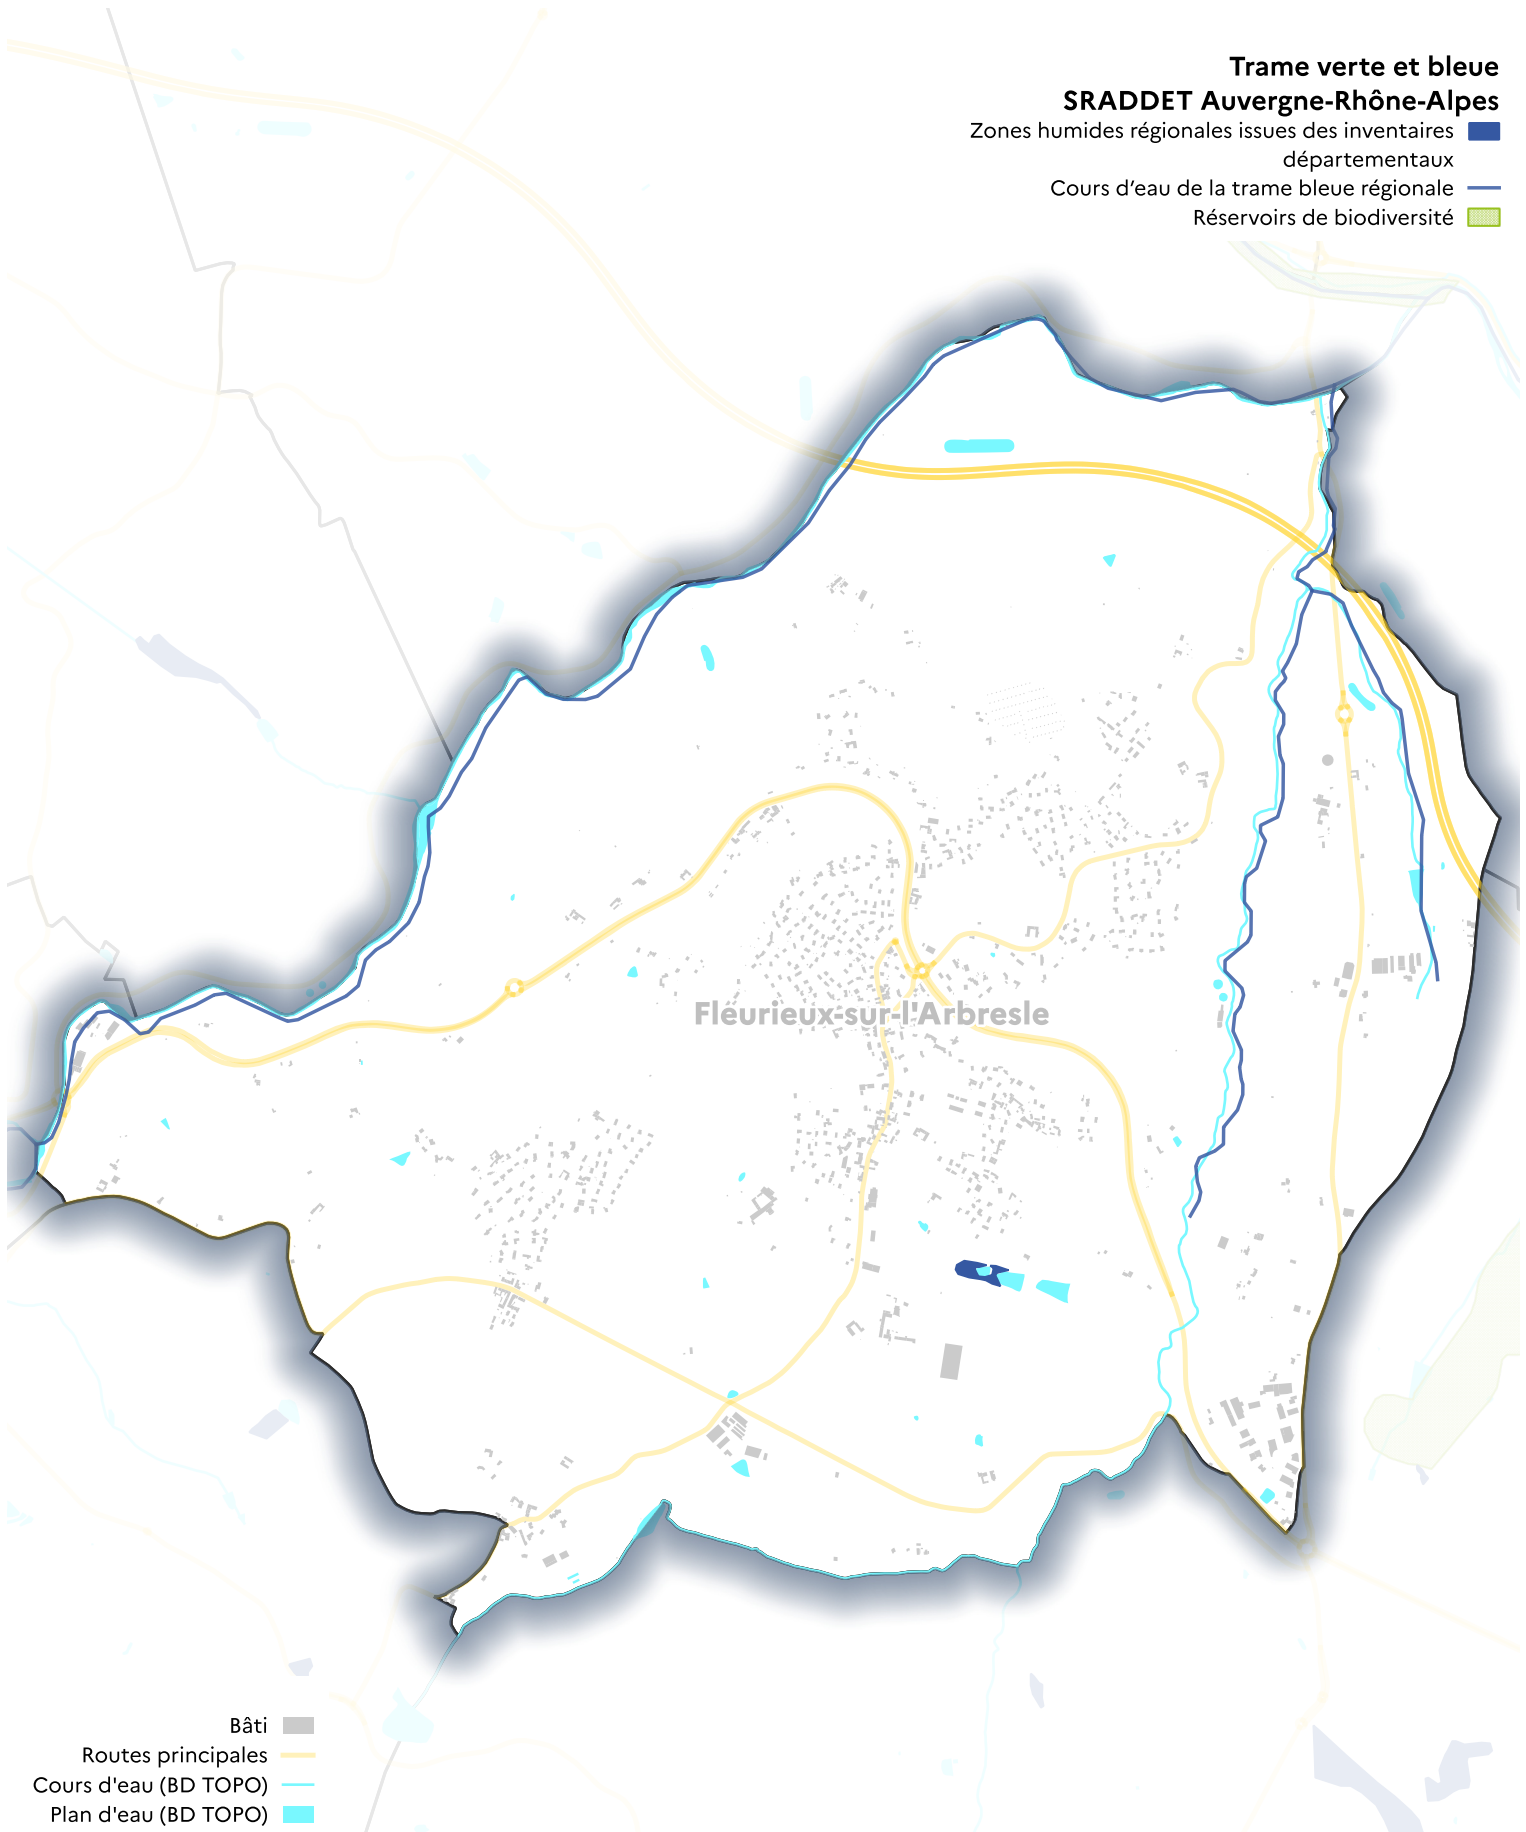 Trame verte et bleue
SRADDET Auvergne-Rhône-Alpes
Zones humides régionales issues des inventaires
départementaux
Cours d’eau de la trame bleue régionale
Réservoirs de biodiversité
Fleurieux-sur-l'Arbresle
Bâti
Routes principales
Cours d'eau (BD TOPO)
Plan d'eau (BD TOPO)